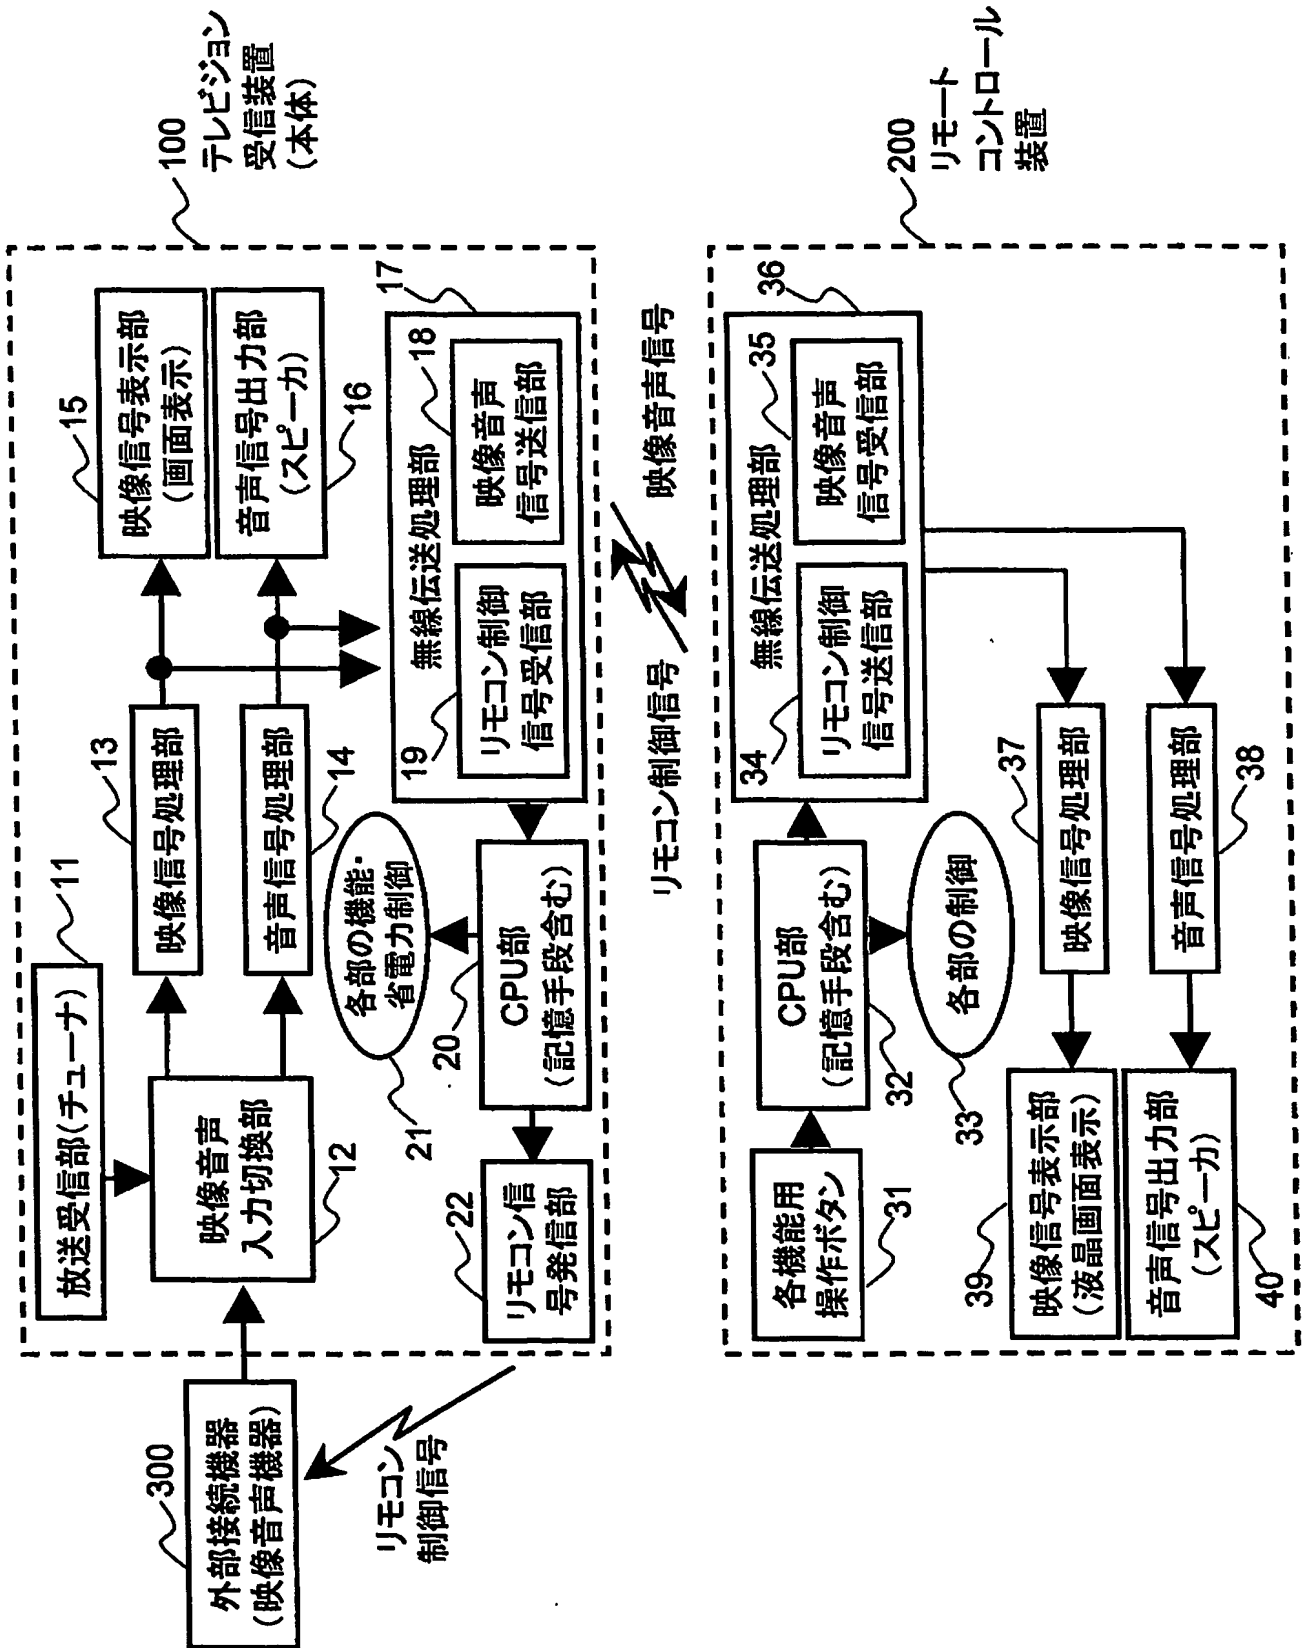 300
外部接続機器
(映像音声機器)
リモコン
制御信号
放送受信部(チューナ)
11
映像音声
入力切換部
12
13
映像信号処理部
音声信号処理部
14
15
映像信号表示部
(画面表示)
音声信号出力部
(スピーカ)
16
100
テレビジョン
受信装置
(本体)
各部の機能・
省電力制御
21
20
CPU部
(記憶手段含む)
22
リモコン信
号発信部
17
無線伝送処理部
18
映像音声
信号送信部
19
リモコン制御
信号受信部
リモコン制御信号
映像音声信号
200
リモート
コントロール
装置
各機能用
操作ボタン
31
CPU部
(記憶手段含む)
32
各部の制御
33
36
無線伝送処理部
34
リモコン制御
信号送信部
35
映像音声
信号受信部
37
映像信号処理部
音声信号処理部
38
39
映像信号表示部
(液晶画面表示)
音声信号出力部
(スピーカ)
40